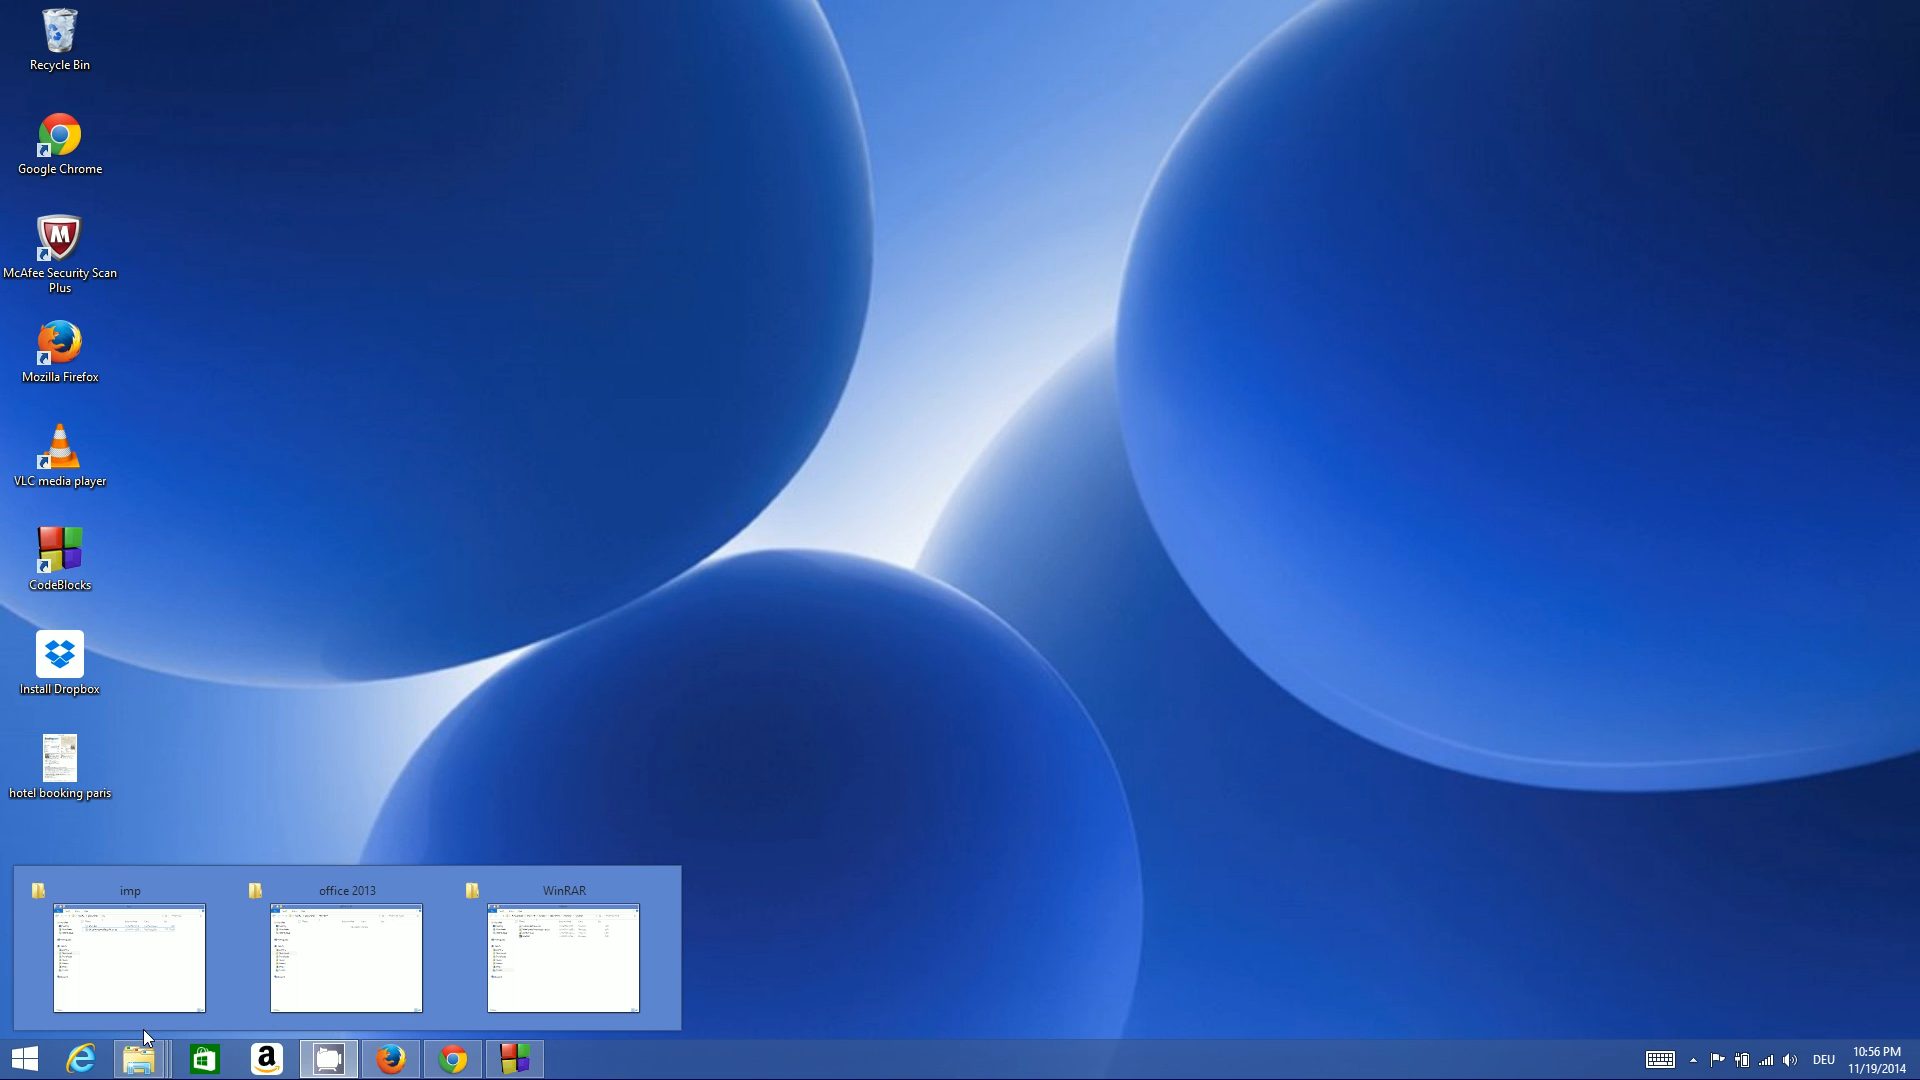 Recycle Bin
Google Chrome
McAfee Security Scan
Plus
Mozilla Firefox
VLC media player
CodeBlocks
Install Dropbox
hotel booking paris
imp
office 2013
WinRAR
DEU
10:56 PM
11/19/2014